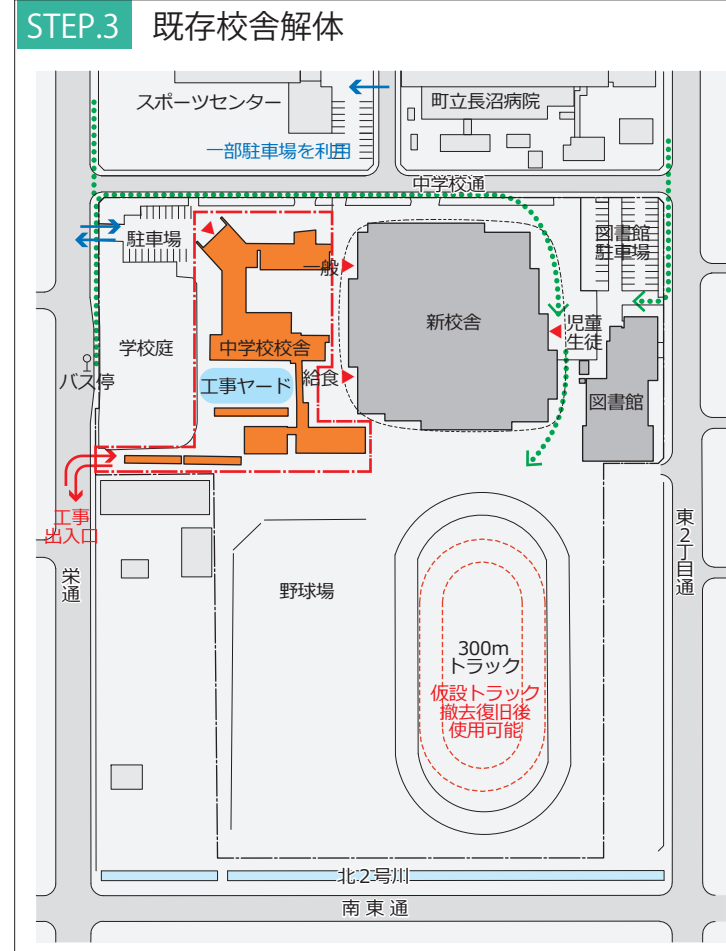 STEP.3 既存校舎解体
スポーツセンター
町立長沼病院
一部駐車場を利用
中学校通
駐車場
図書館
駐車場
一般
新校舎
児童
生徒
学校庭
中学校校舎
バス停
工事ヤード
給食
図書館
工事
出入口
東2丁目通
栄通
野球場
300m
トラック
仮設トラック
撤去復旧後
使用可能
北2号川
南東通